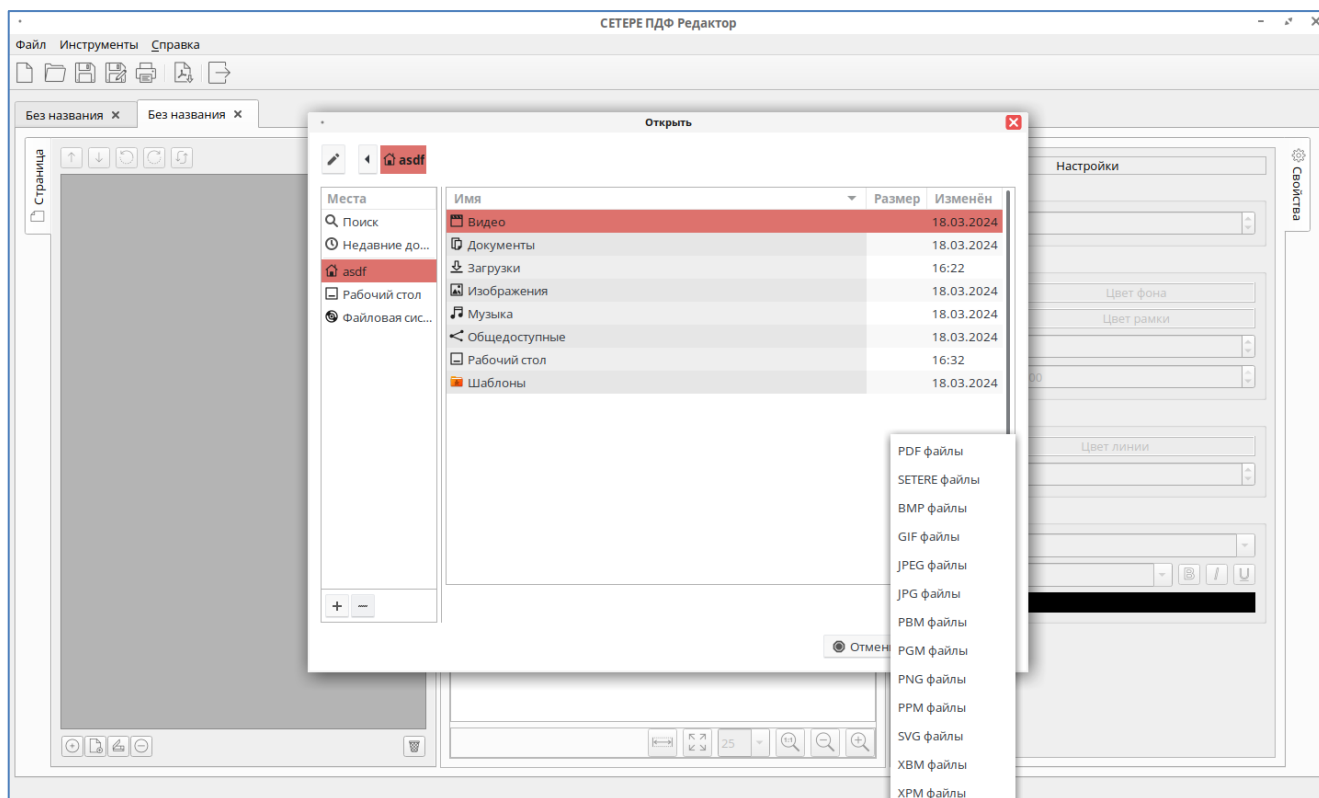 СЕТЕРЕ ПДФ Редактор
Файл Инструменты Справка
Без названия Без названия
Страница
Открыть
asdf
Места
Поиск
Недавние до...
asdf
Рабочий стол
Файловая сис...
Имя Размер Изменён
Видео 18.03.2024
Документы 18.03.2024
Загрузки 16:22
Изображения 18.03.2024
Музыка 18.03.2024
Общедоступные 18.03.2024
Рабочий стол 16:32
Шаблоны 18.03.2024
PDF файлы
SETERE файлы
BMP файлы
GIF файлы
JPEG файлы
JPG файлы
PBM файлы
PGM файлы
PNG файлы
PPM файлы
SVG файлы
XBM файлы
XPM файлы
Отмен
Настройки
Свойства
Цвет фона
Цвет рамки
00
Цвет линии
B I U
25
1:1